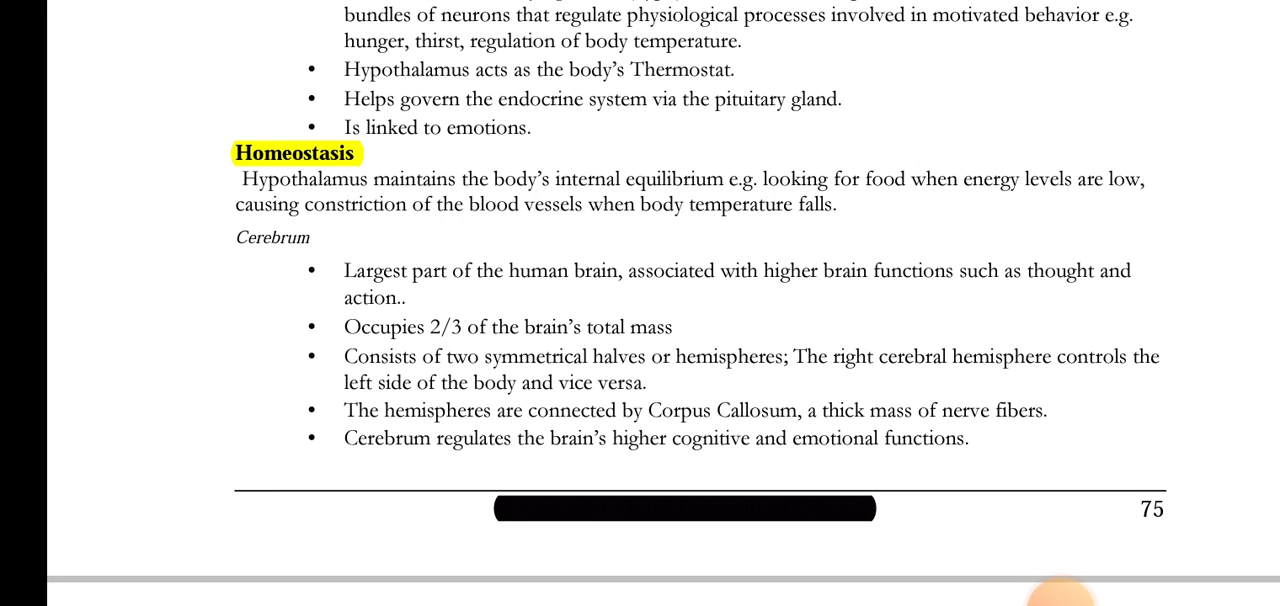 bundles of neurons that regulate physiological processes involved in motivated behavior e.g.
hunger, thirst, regulation of body temperature.
• Hypothalamus acts as the body’s Thermostat.
• Helps govern the endocrine system via the pituitary gland.
• Is linked to emotions.
Homeostasis
Hypothalamus maintains the body’s internal equilibrium e.g. looking for food when energy levels are low,
causing constriction of the blood vessels when body temperature falls.
Cerebrum
• Largest part of the human brain, associated with higher brain functions such as thought and
action..
• Occupies 2/3 of the brain’s total mass
• Consists of two symmetrical halves or hemispheres; The right cerebral hemisphere controls the
left side of the body and vice versa.
• The hemispheres are connected by Corpus Callosum, a thick mass of nerve fibers.
• Cerebrum regulates the brain’s higher cognitive and emotional functions.
75